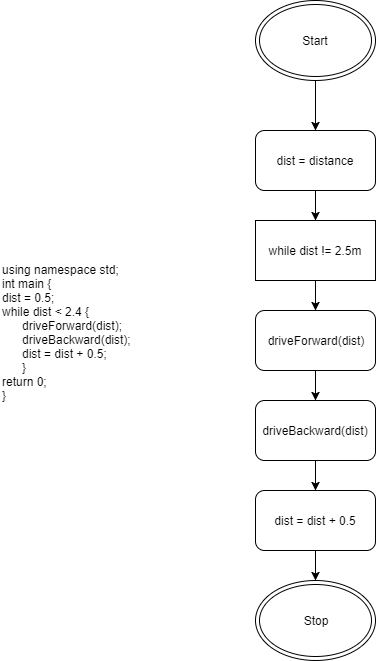 Start
dist = distance
while dist != 2.5m
driveForward(dist)
driveBackward(dist)
dist = dist + 0.5
Stop
using namespace std;
int main {
dist = 0.5;
while dist < 2.4 {
driveForward(dist);
driveBackward(dist);
dist = dist + 0.5;
}
return 0;
}